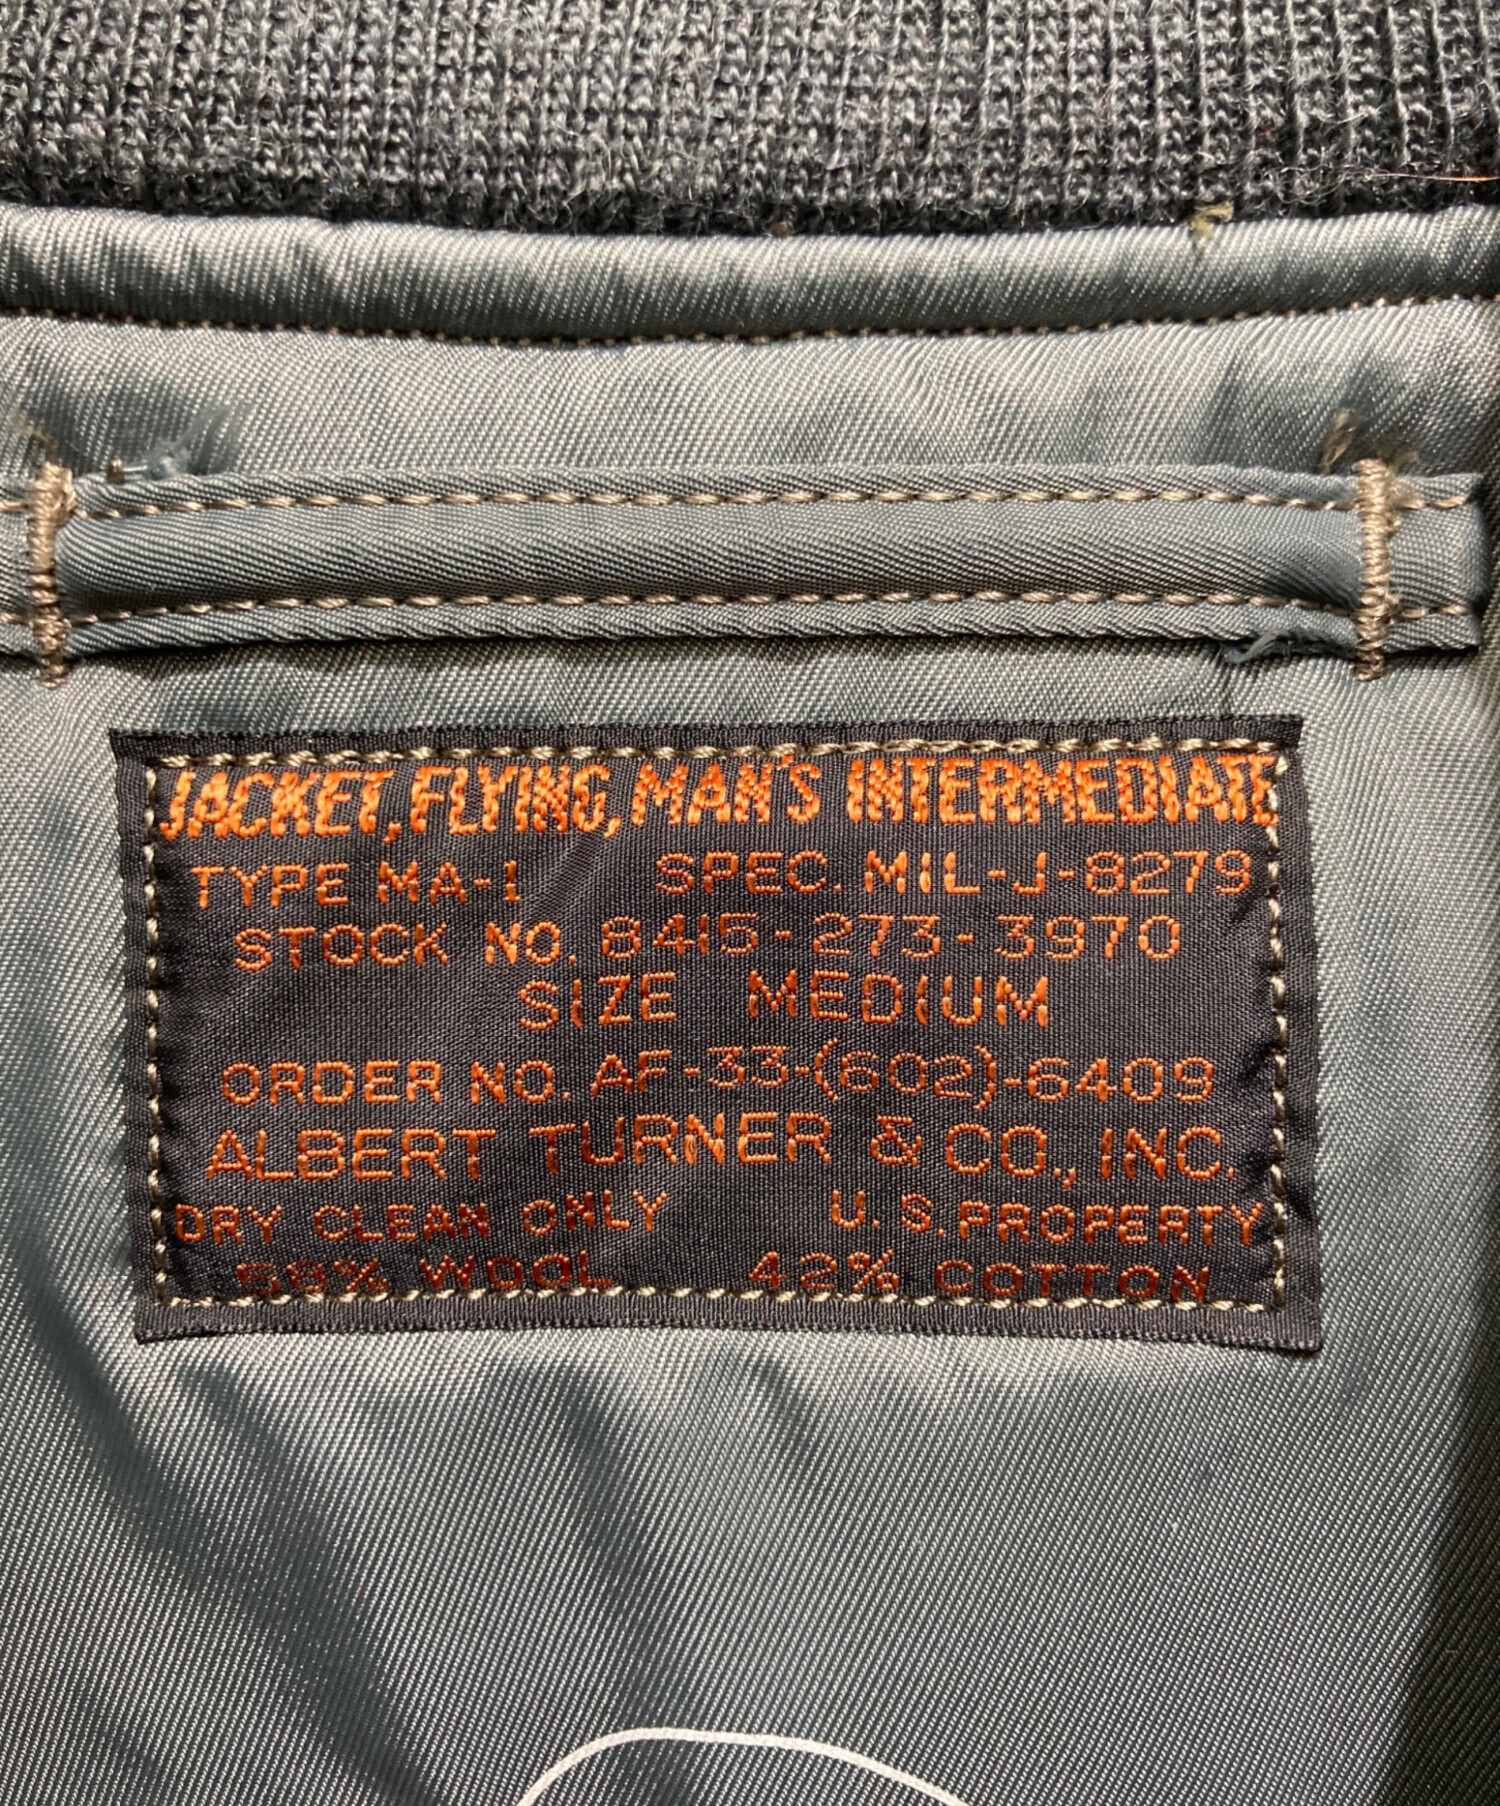 JACKET, FLYING, MAN'S INTERMEDIATE
TYPE MA-1 SPEC. MIL-J-8279
STOCK NO. 8415-273-3970
SIZE MEDIUM
ORDER NO. AF-33-(602)-6409
ALBERT TURNER & CO., INC.
DRY CLEAN ONLY U.S. PROPERTY
58% WOOL 42% COTTON